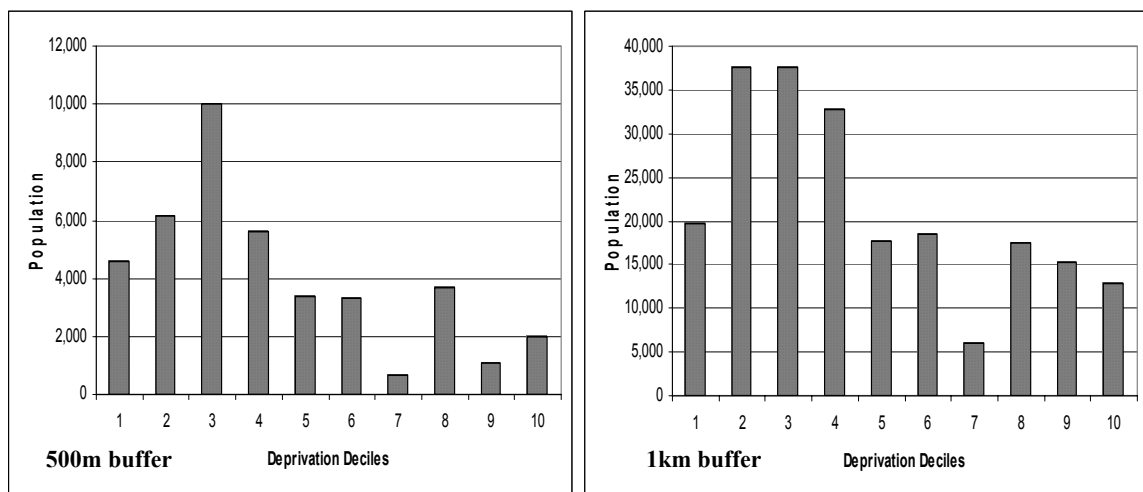 12,000
10,000
8,000
6,000
4,000
2,000
0
Population
1 2 3 4 5 6 7 8 9 10
500m buffer Deprivation Deciles
40,000
35,000
30,000
25,000
20,000
15,000
10,000
5,000
0
Population
1 2 3 4 5 6 7 8 9 10
1km buffer Deprivation Deciles